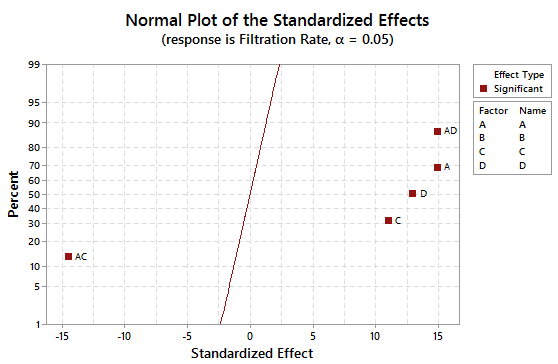 Normal Plot of the Standardized Effects
(response is Filtration Rate, α = 0.05)
99
95
90
80
70
60
50
40
30
20
10
5
1
Percent
-15
-10
-5
0
5
10
15
Standardized Effect
AD
A
D
C
AC
Effect Type
Significant
Factor Name
A A
B B
C C
D D